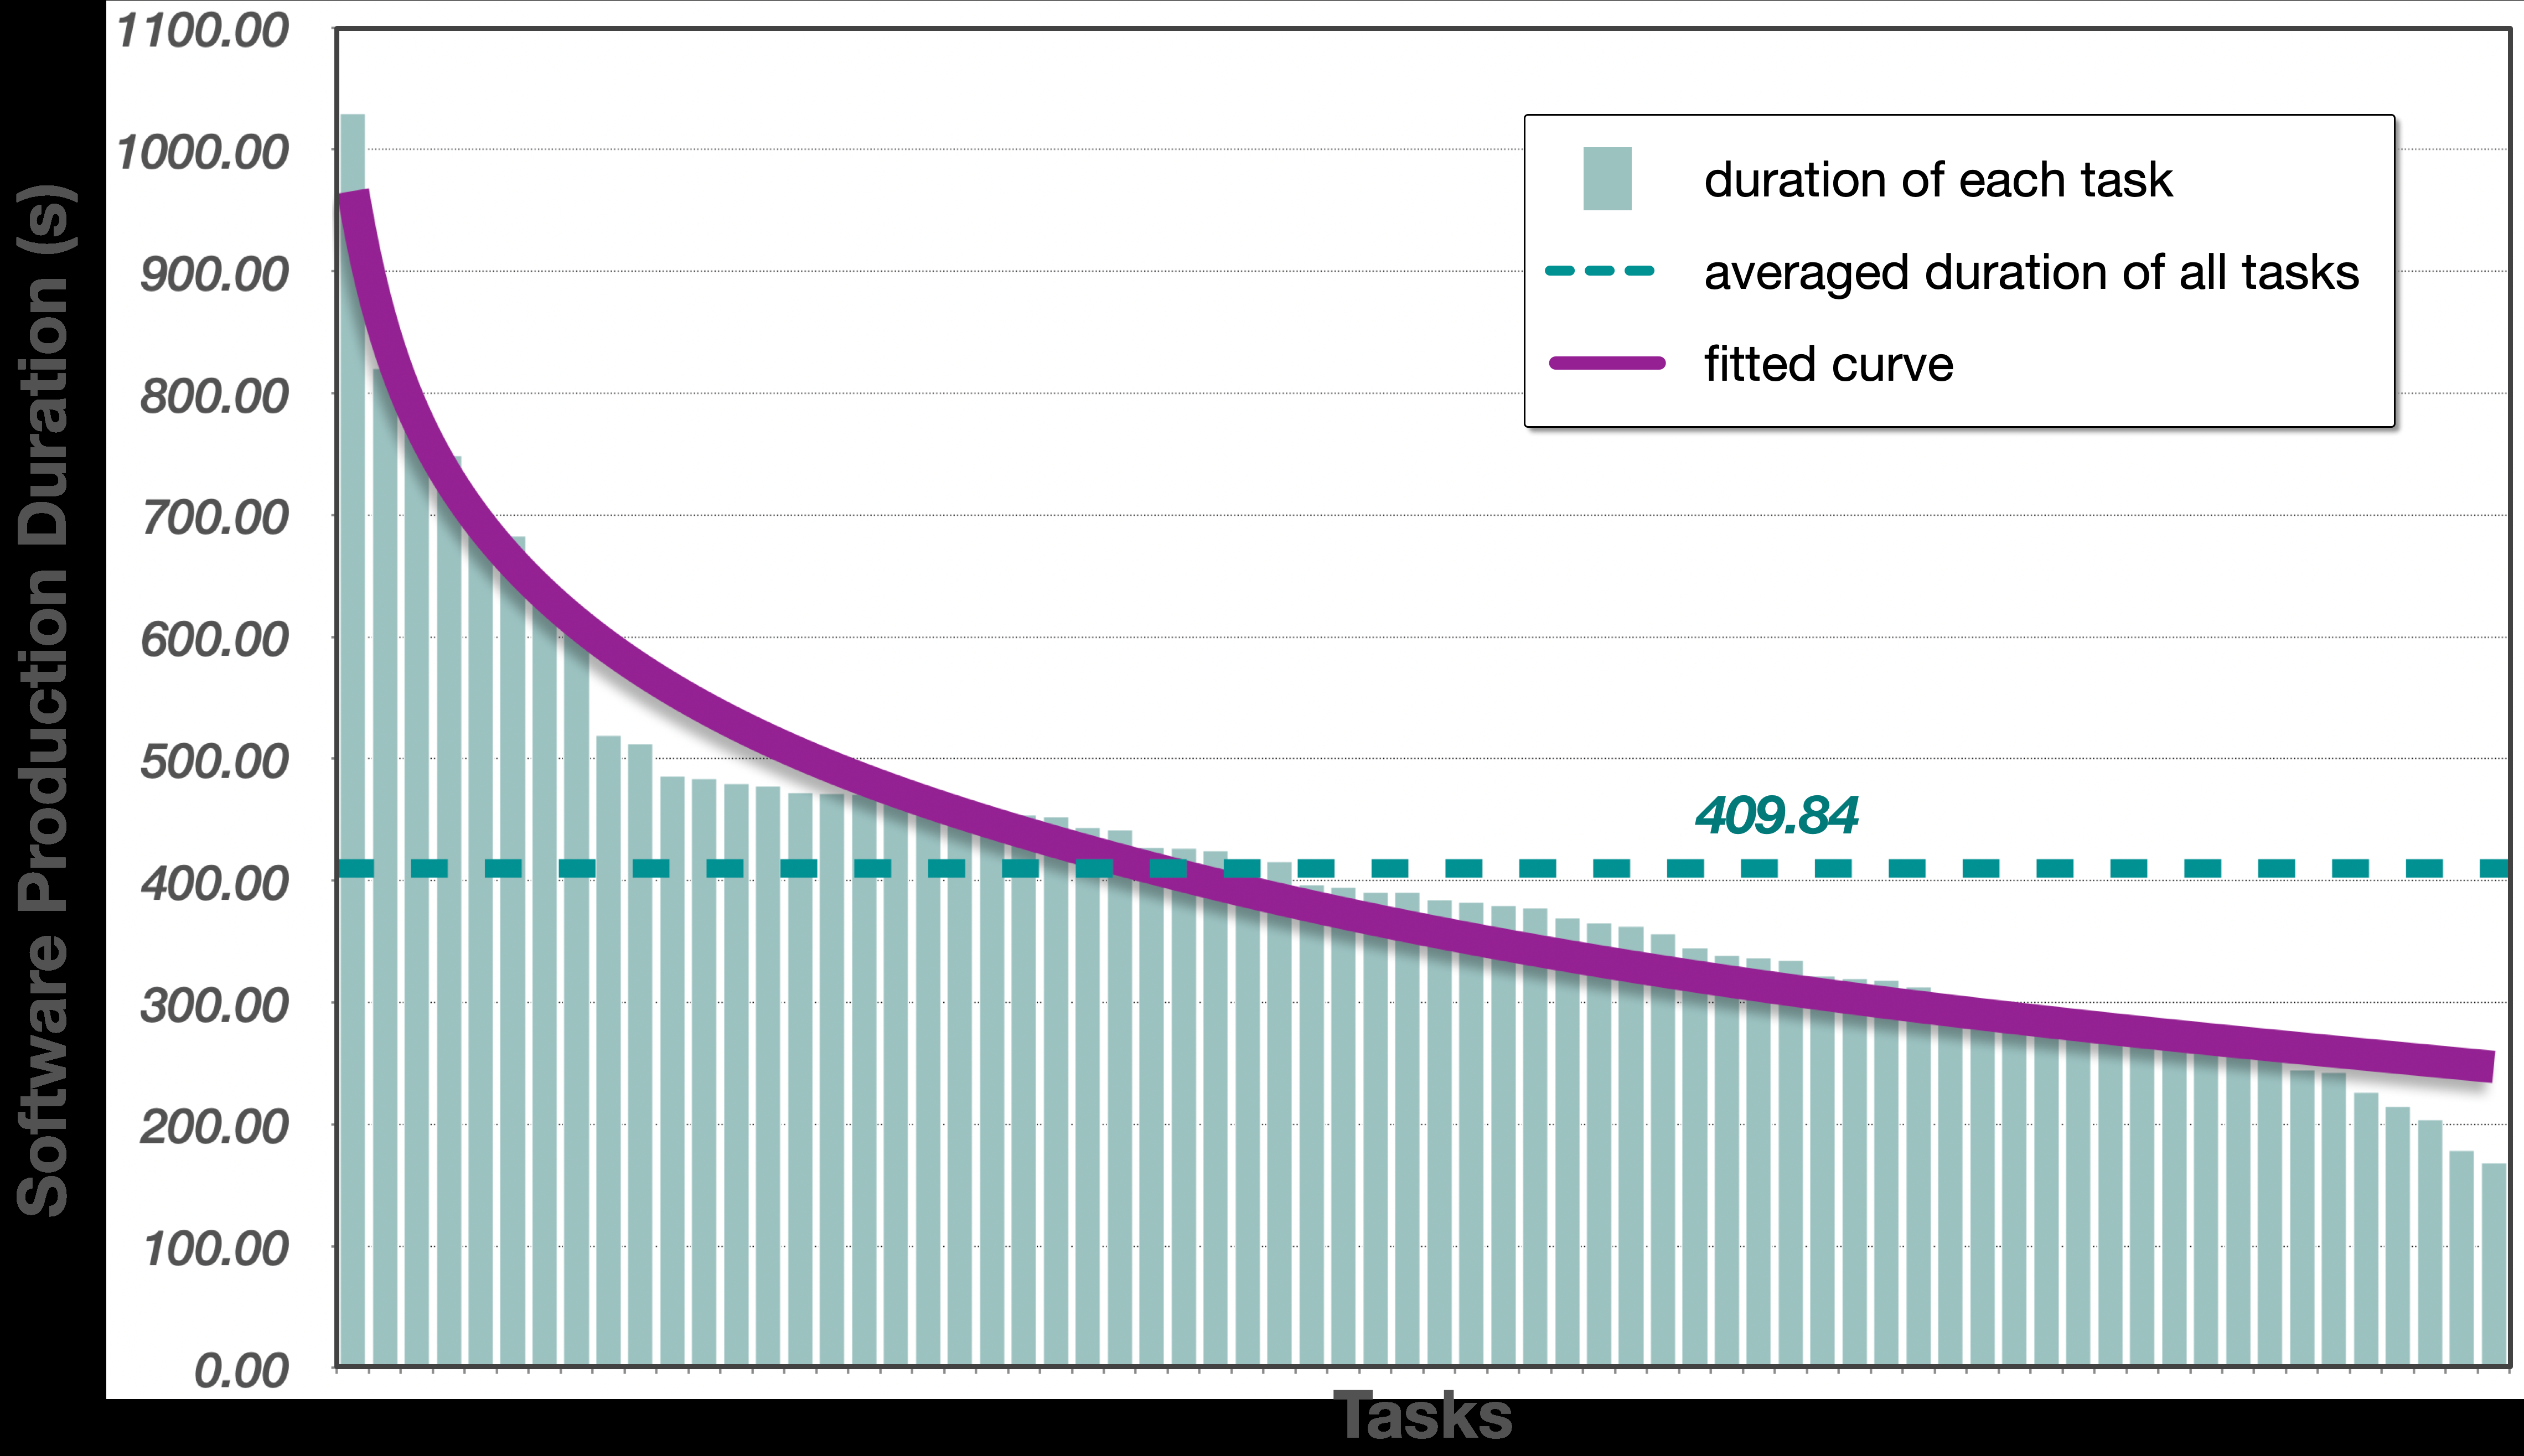 Software Production Duration (s)
1100.00
1000.00
900.00
800.00
700.00
600.00
500.00
400.00
300.00
200.00
100.00
0.00
duration of each task
averaged duration of all tasks
fitted curve
409.84
Tasks